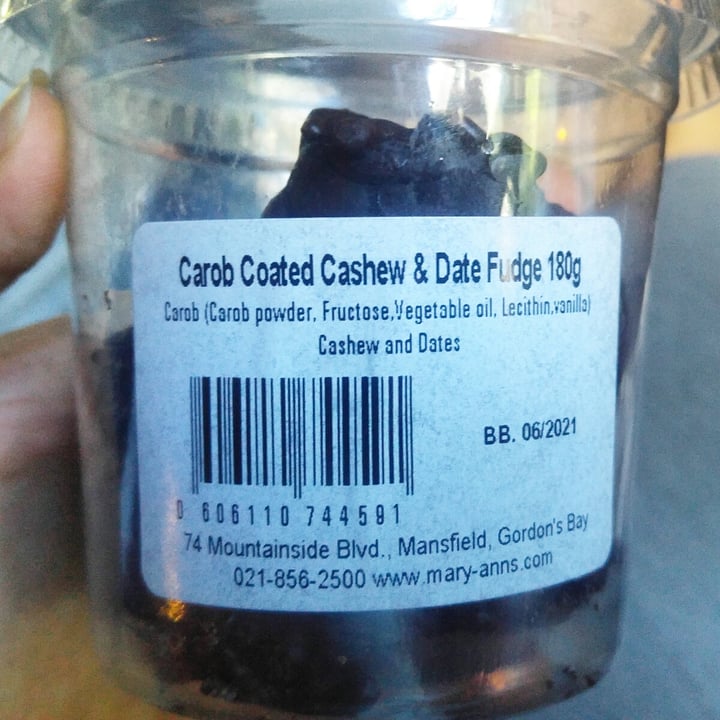 Carob Coated Cashew & Date Fudge 180g
Carob (Carob powder, Fructose,Vegetable oil, Lecithin,vanilla)
Cashew and Dates
BB. 06/2021
0 606110 744591
74 Mountainside Blvd., Mansfield, Gordon's Bay
021-856-2500 www.mary-anns.com